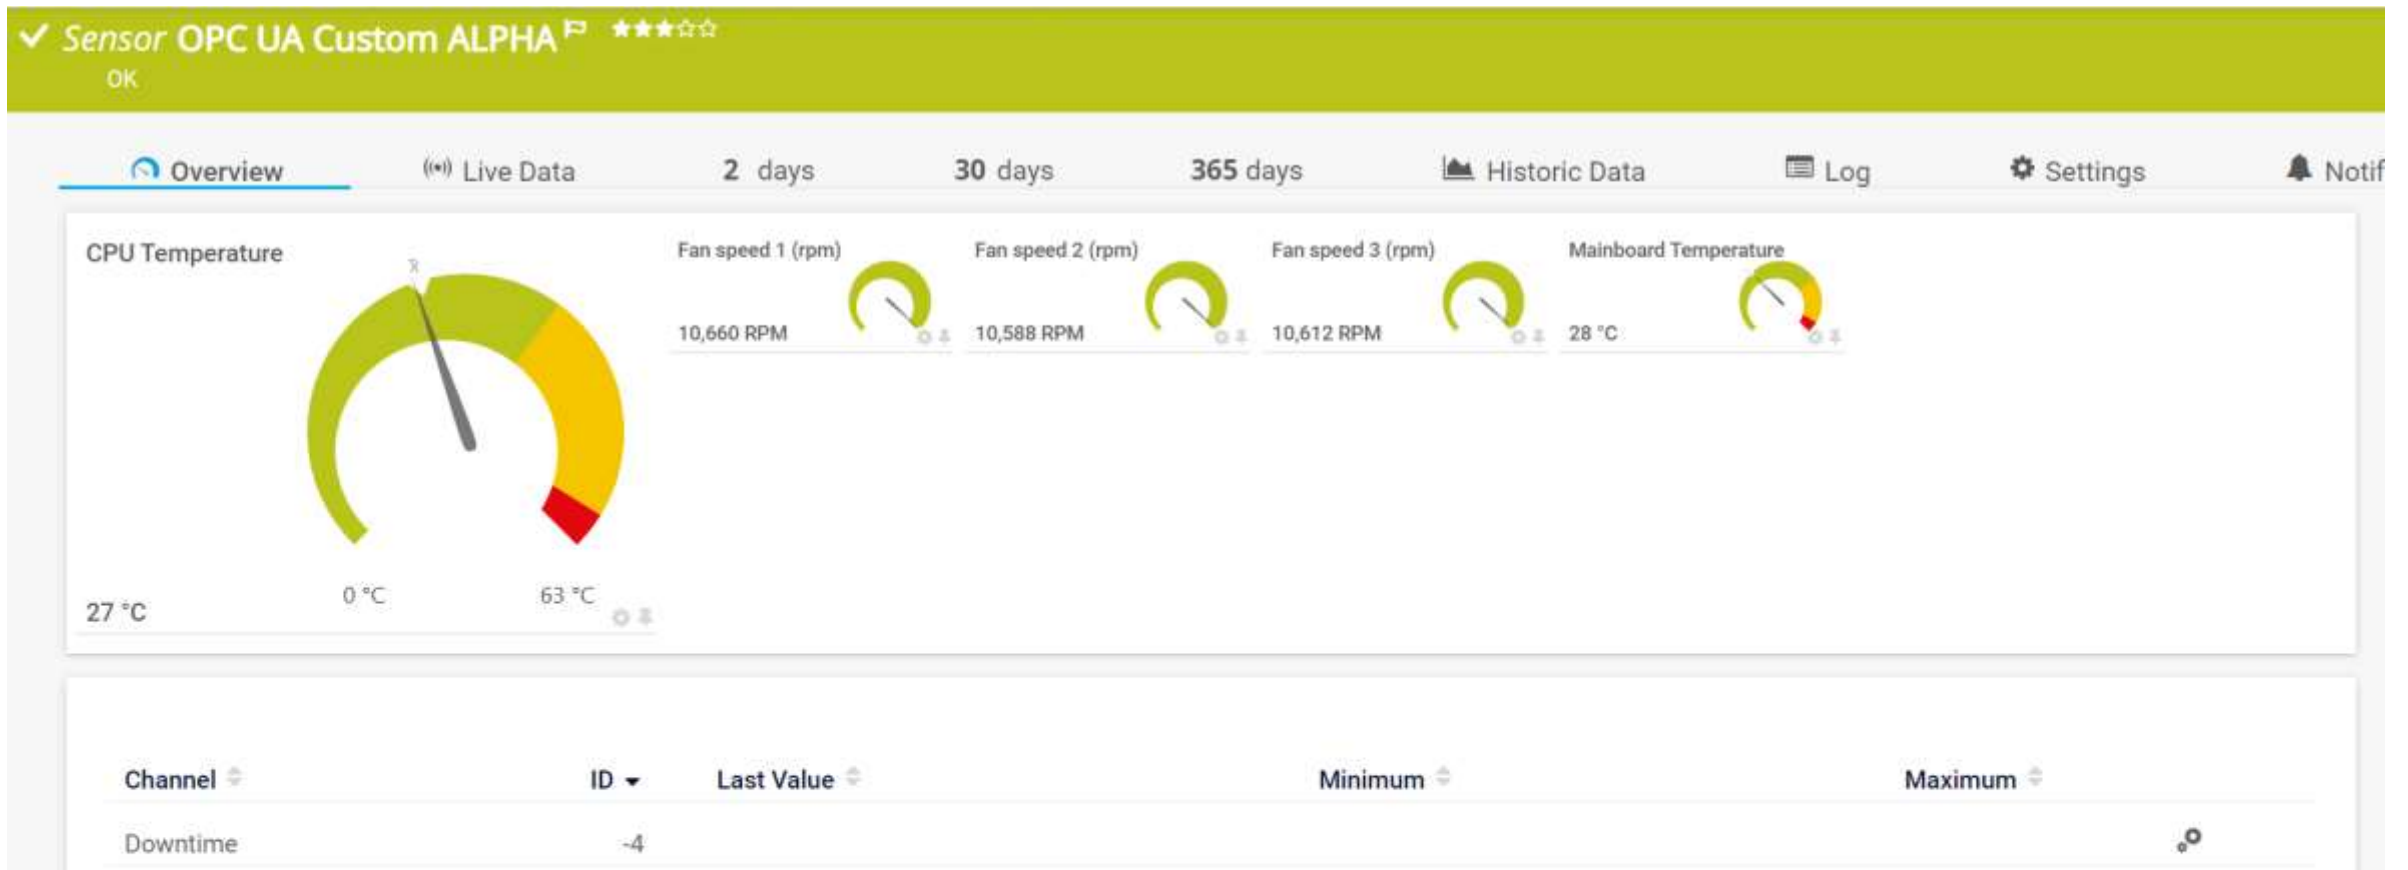 Sensor OPC UA Custom ALPHA
OK
Overview Live Data 2 days 30 days 365 days Historic Data Log Settings Notif
CPU Temperature
Fan speed 1 (rpm) Fan speed 2 (rpm) Fan speed 3 (rpm) Mainboard Temperature
10,660 RPM 10,588 RPM 10,612 RPM 28 °C
0 °C 63 °C
27 °C
Channel ID Last Value Minimum Maximum
Downtime -4